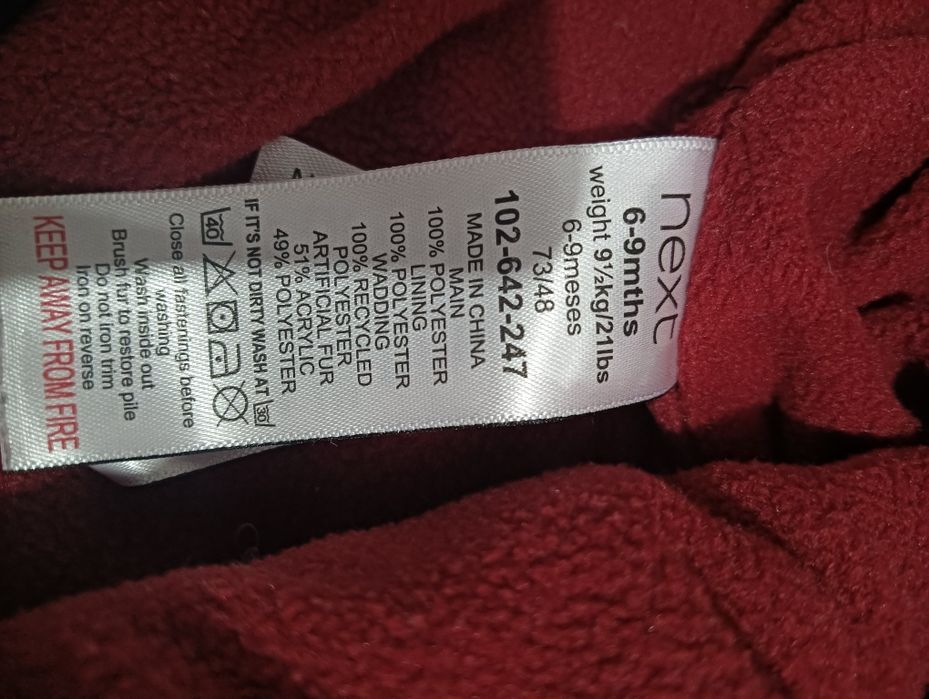 next
6-9mths
weight 9½kg/21lbs
6-9meses
73/48
102-642-247
MADE IN CHINA
MAIN
100% POLYESTER
LINING
100% POLYESTER
WADDING
100% RECYCLED
POLYESTER
ARTIFICIAL FUR
51% ACRYLIC
49% POLYESTER
IF IT'S NOT DIRTY WASH AT 30
40
Close all fastenings before
washing
Wash inside out
Brush fur to restore pile
Do not iron trim
Iron on reverse
KEEP AWAY FROM FIRE